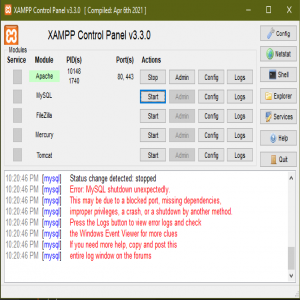 XAMPP Control Panel v3.3.0 [ Compiled: Apr 6th 2021 ]
XAMPP Control Panel v3.3.0
Config
Netstat
Shell
Explorer
Services
Help
Quit
Modules
Service Module PID(s) Port(s) Actions
Apache 10148 1740 80, 443 Stop Admin Config Logs
MySQL Start Admin Config Logs
FileZilla Start Admin Config Logs
Mercury Start Admin Config Logs
Tomcat Start Admin Config Logs
10:20:46 PM [mysql] Status change detected: stopped
10:20:46 PM [mysql] Error: MySQL shutdown unexpectedly.
10:20:46 PM [mysql] This may be due to a blocked port, missing dependencies,
10:20:46 PM [mysql] improper privileges, a crash, or a shutdown by another method.
10:20:46 PM [mysql] Press the Logs button to view error logs and check
10:20:46 PM [mysql] the Windows Event Viewer for more clues
10:20:46 PM [mysql] If you need more help, copy and post this
10:20:46 PM [mysql] entire log window on the forums